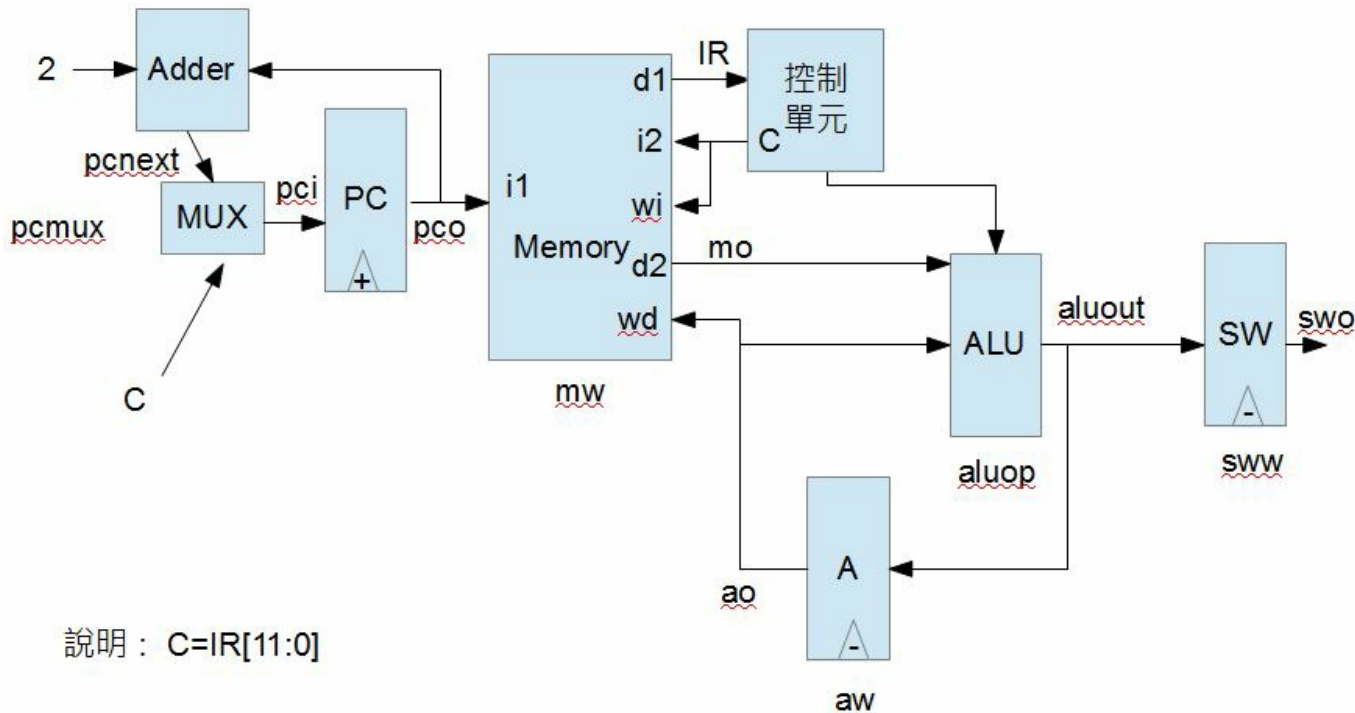 2
Adder
pcnext
pcmux
MUX
C
pci
PC
+
pco
i1
Memory
d1
i2
wi
d2
wd
mw
IR
控制
單元
C
mo
ALU
aluop
aluout
SW
-
sww
swo
ao
A
-
aw
說明： C=IR[11:0]